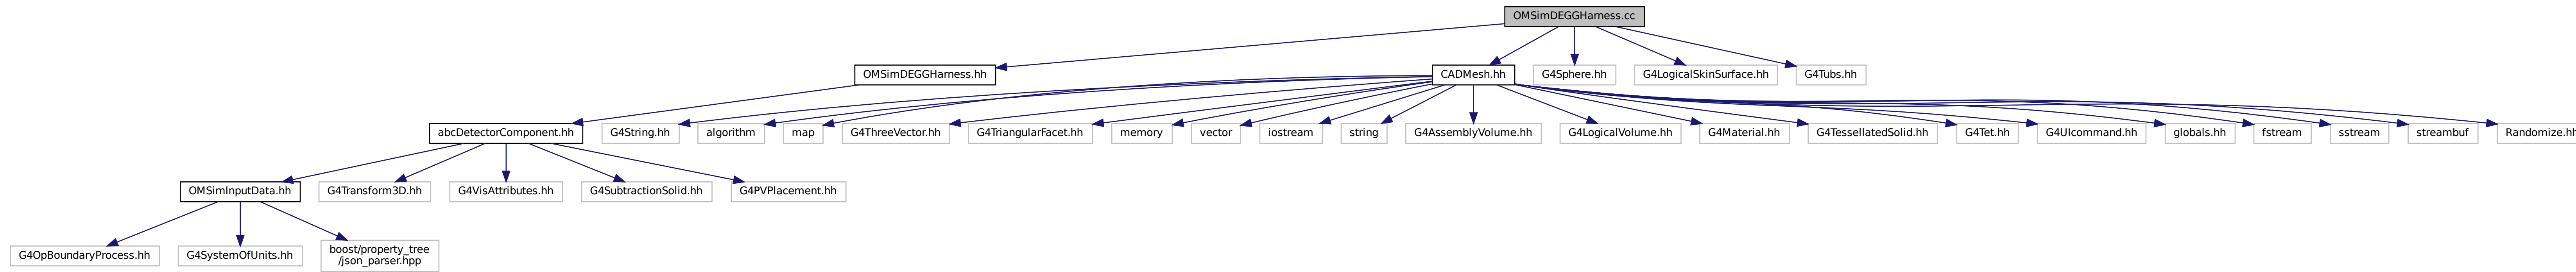 OMSimDEGGHarness.cc
OMSimDEGGHarness.hh
CADMesh.hh
G4Sphere.hh
G4LogicalSkinSurface.hh
G4Tubs.hh
abcDetectorComponent.hh
G4String.hh
algorithm
map
G4ThreeVector.hh
G4TriangularFacet.hh
memory
vector
iostream
string
G4AssemblyVolume.hh
G4LogicalVolume.hh
G4Material.hh
G4TessellatedSolid.hh
G4Tet.hh
G4UIcommand.hh
globals.hh
fstream
sstream
streambuf
Randomize.hh
OMSimInputData.hh
G4Transform3D.hh
G4VisAttributes.hh
G4SubtractionSolid.hh
G4PVPlacement.hh
G4OpBoundaryProcess.hh
G4SystemOfUnits.hh
boost/property_tree
/json_parser.hpp